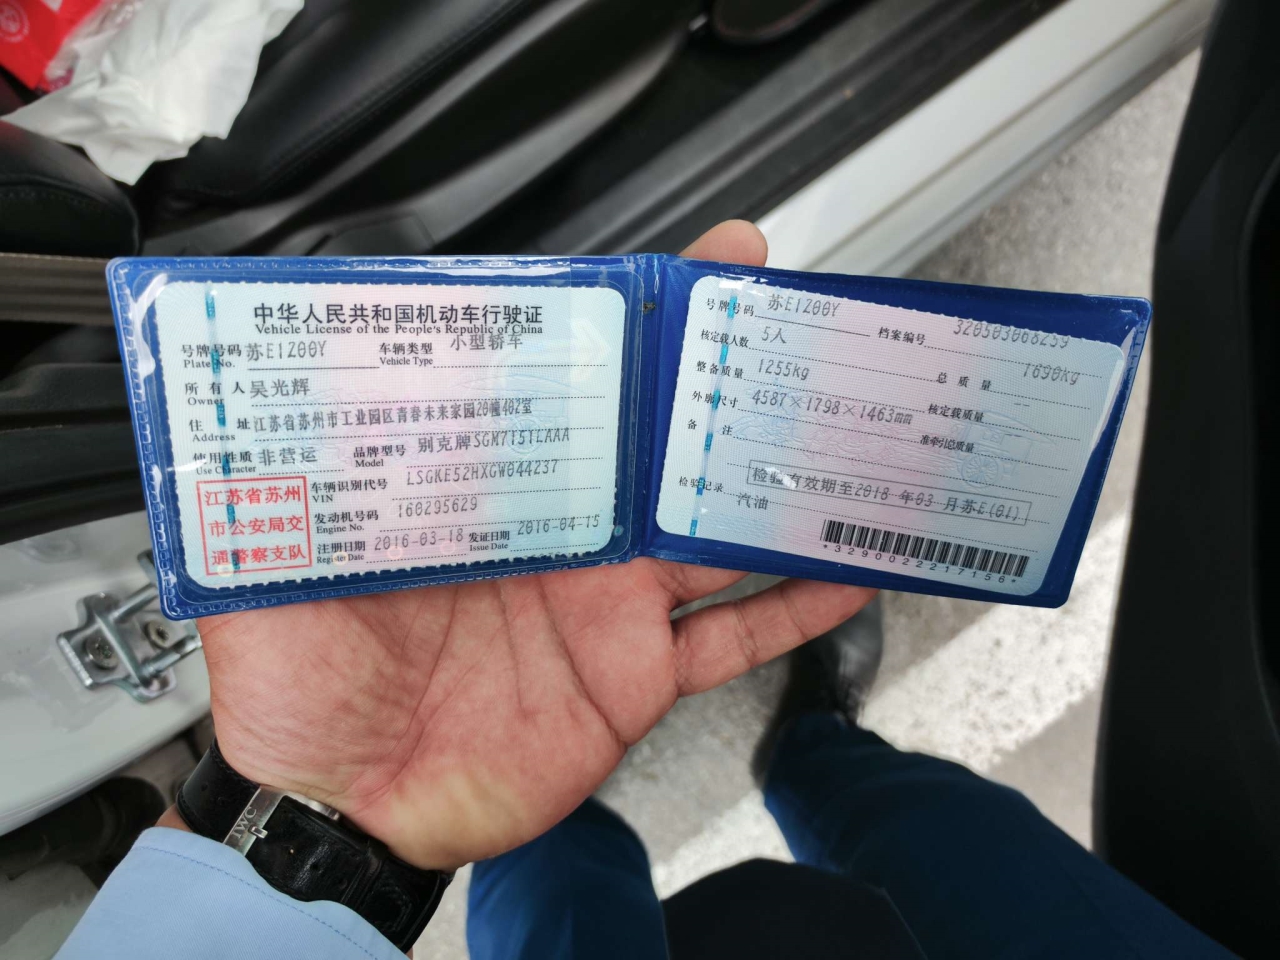 中华人民共和国机动车行驶证
Vehicle License of the People's Republic of China
号牌号码 苏E1Z00Y 车辆类型 小型轿车
Plate No. Vehicle Type
所有人 吴光辉
Owner
住址 江苏省苏州市工业园区青春未来家园20幢402室
Address
使用性质 非营运 品牌型号 别克牌SGM7151LAAA
Use Character Model
江苏省苏州
市公安局交
通警察支队
车辆识别代号 LSGKE52HXGW044237
VIN
发动机号码 160295629
Engine No.
注册日期 2016-03-18 发证日期 2016-04-15
Register Date Issue Date
号牌号码 苏E1Z00Y 档案编号 320503068259
核定载人数 5人 总质量 1690kg
整备质量 1255kg 核定载质量 --
外廓尺寸 4587×1798×1463mm 准牵引总质量
备注
检验有效期至2018年03月苏E(01)
检验记录 汽油
*3290022217156*
IWC